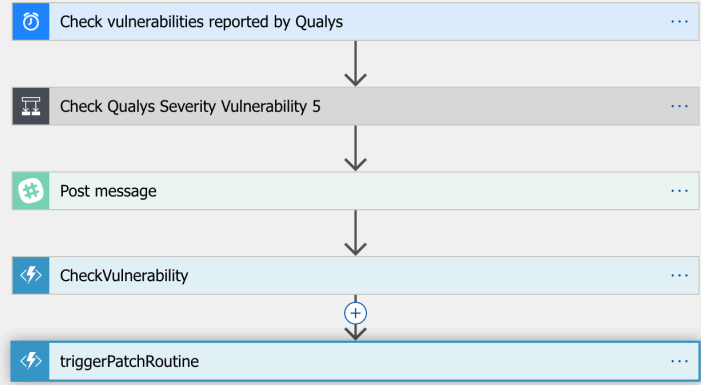 Check vulnerabilities reported by Qualys
Check Qualys Severity Vulnerability 5
Post message
CheckVulnerability
triggerPatchRoutine